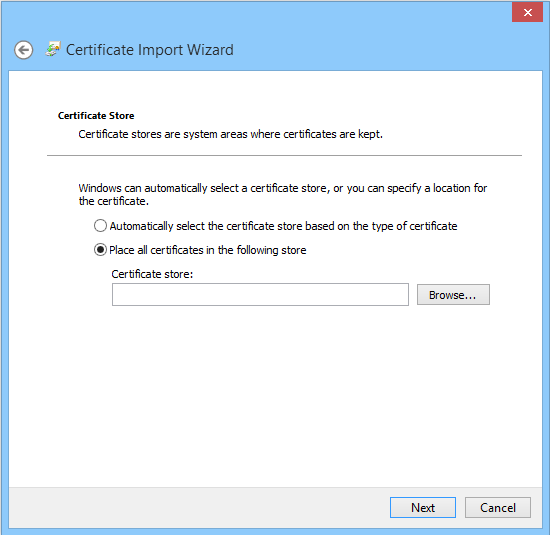 Certificate Import Wizard
Certificate Store
Certificate stores are system areas where certificates are kept.
Windows can automatically select a certificate store, or you can specify a location for
the certificate.
Automatically select the certificate store based on the type of certificate
Place all certificates in the following store
Certificate store:
Browse...
Next
Cancel